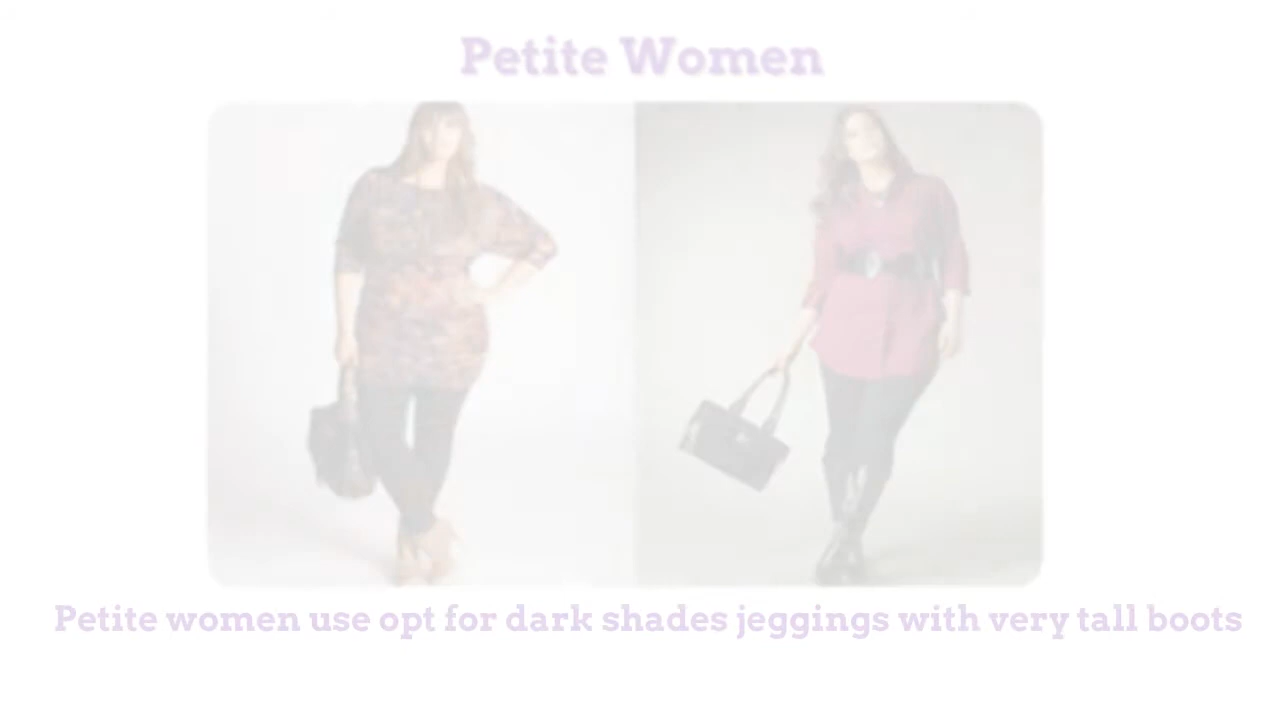 Petite Women
Petite women use opt for dark shades jeggings with very tall boots